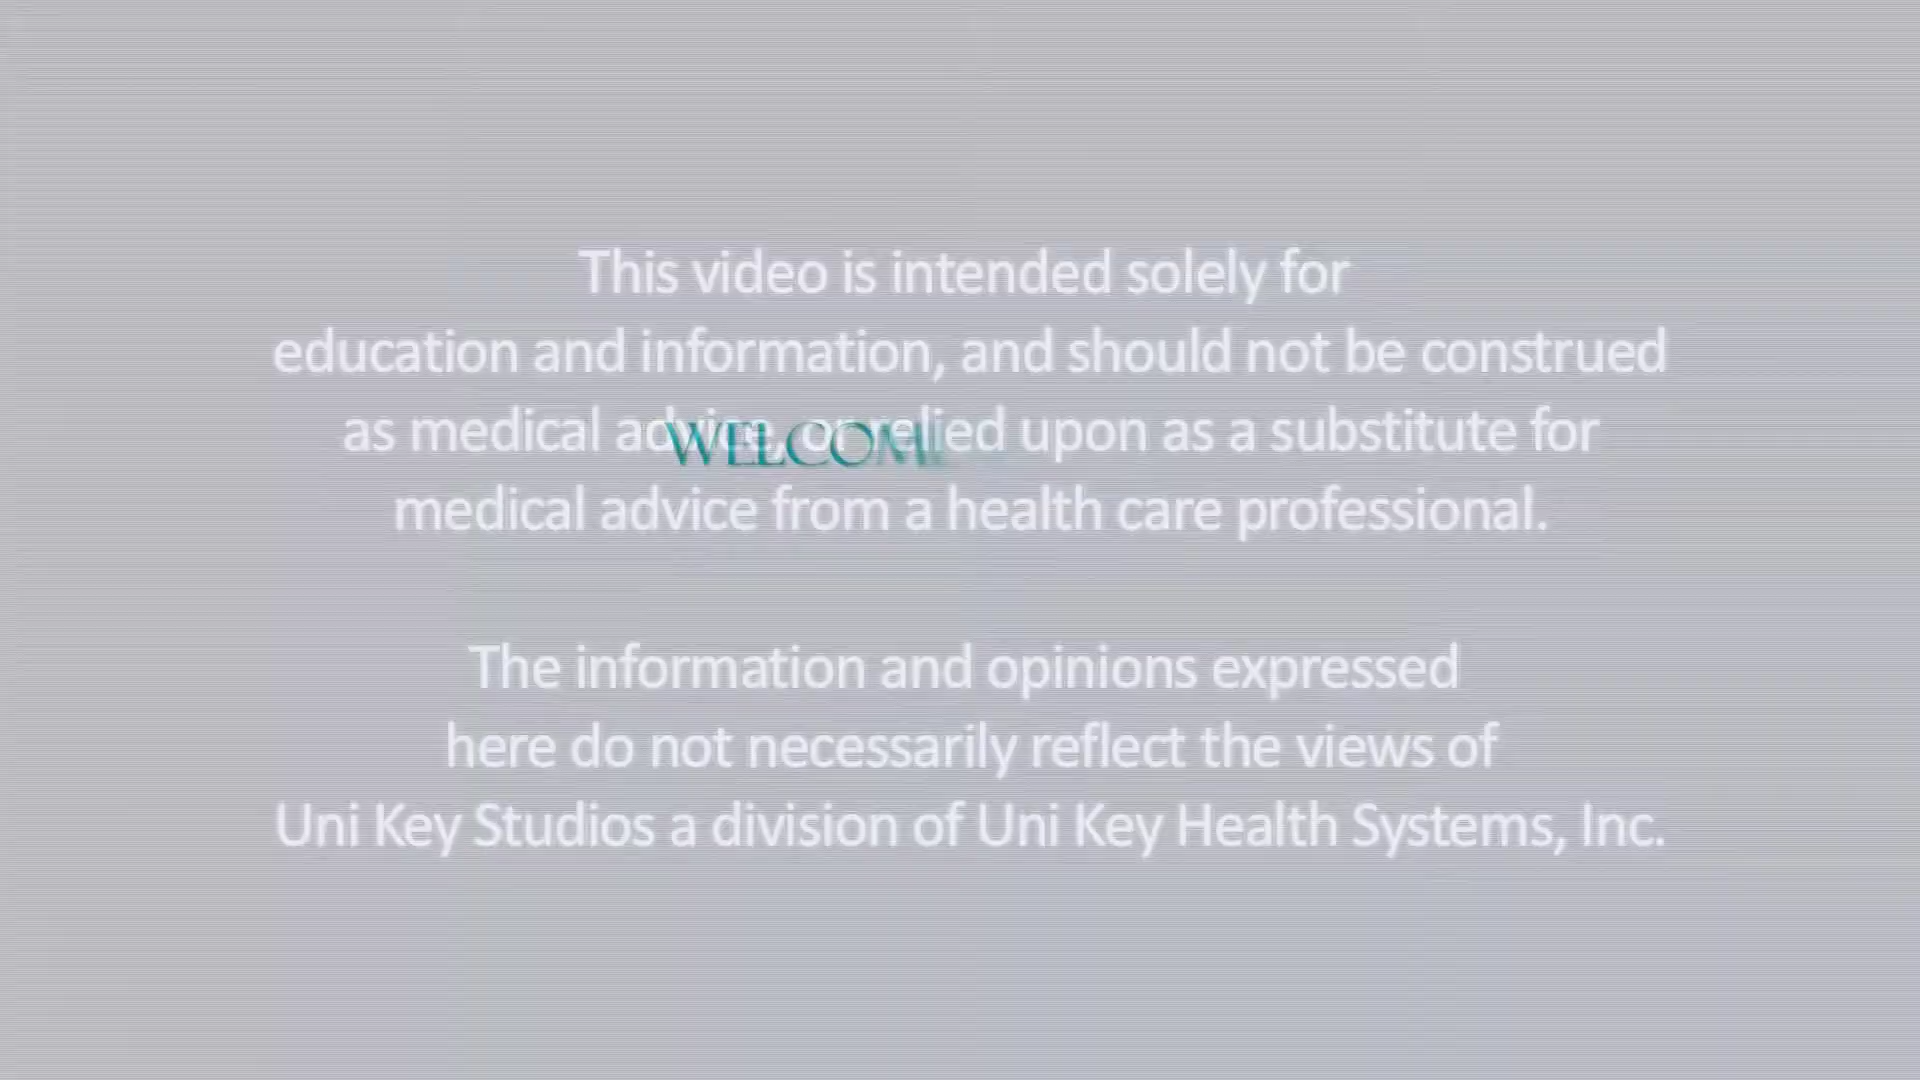 This video is intended solely for
education and information, and should not be construed
as medical advice, or relied upon as a substitute for
WELCOM
medical advice from a health care professional.
The information and opinions expressed
here do not necessarily reflect the views of
Uni Key Studios a division of Uni Key Health Systems, Inc.